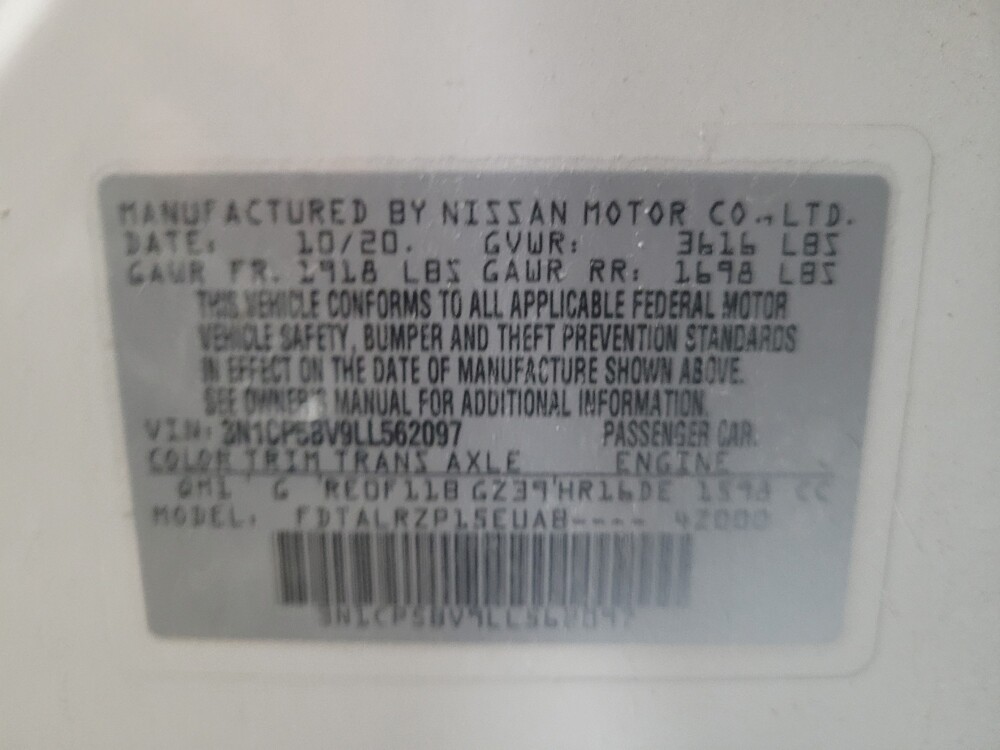 MANUFACTURED BY NISSAN MOTOR CO., LTD.
DATE: 10/20. GVWR: 3616 LBS
GAWR FR. 1918 LBS GAWR RR: 1698 LBS
THIS VEHICLE CONFORMS TO ALL APPLICABLE FEDERAL MOTOR
VEHICLE SAFETY, BUMPER AND THEFT PREVENTION STANDARDS
IN EFFECT ON THE DATE OF MANUFACTURE SHOWN ABOVE.
SEE OWNER'S MANUAL FOR ADDITIONAL INFORMATION.
VIN: 3N1CP5BV9LL562097 PASSENGER CAR.
COLOR TRIM TRANS AXLE ENGINE
QM1 G RE0F11B GZ39 HR16DE 1598 CC
MODEL: FDTALRZP15EUAB---- 42000
3N1CP5BV9LL562097